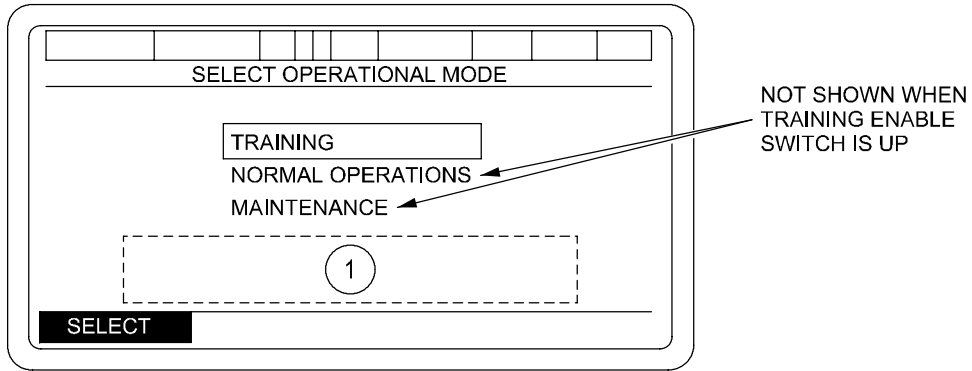 SELECT OPERATIONAL MODE
NOT SHOWN WHEN
TRAINING ENABLE
SWITCH IS UP
TRAINING
NORMAL OPERATIONS
MAINTENANCE
1
SELECT